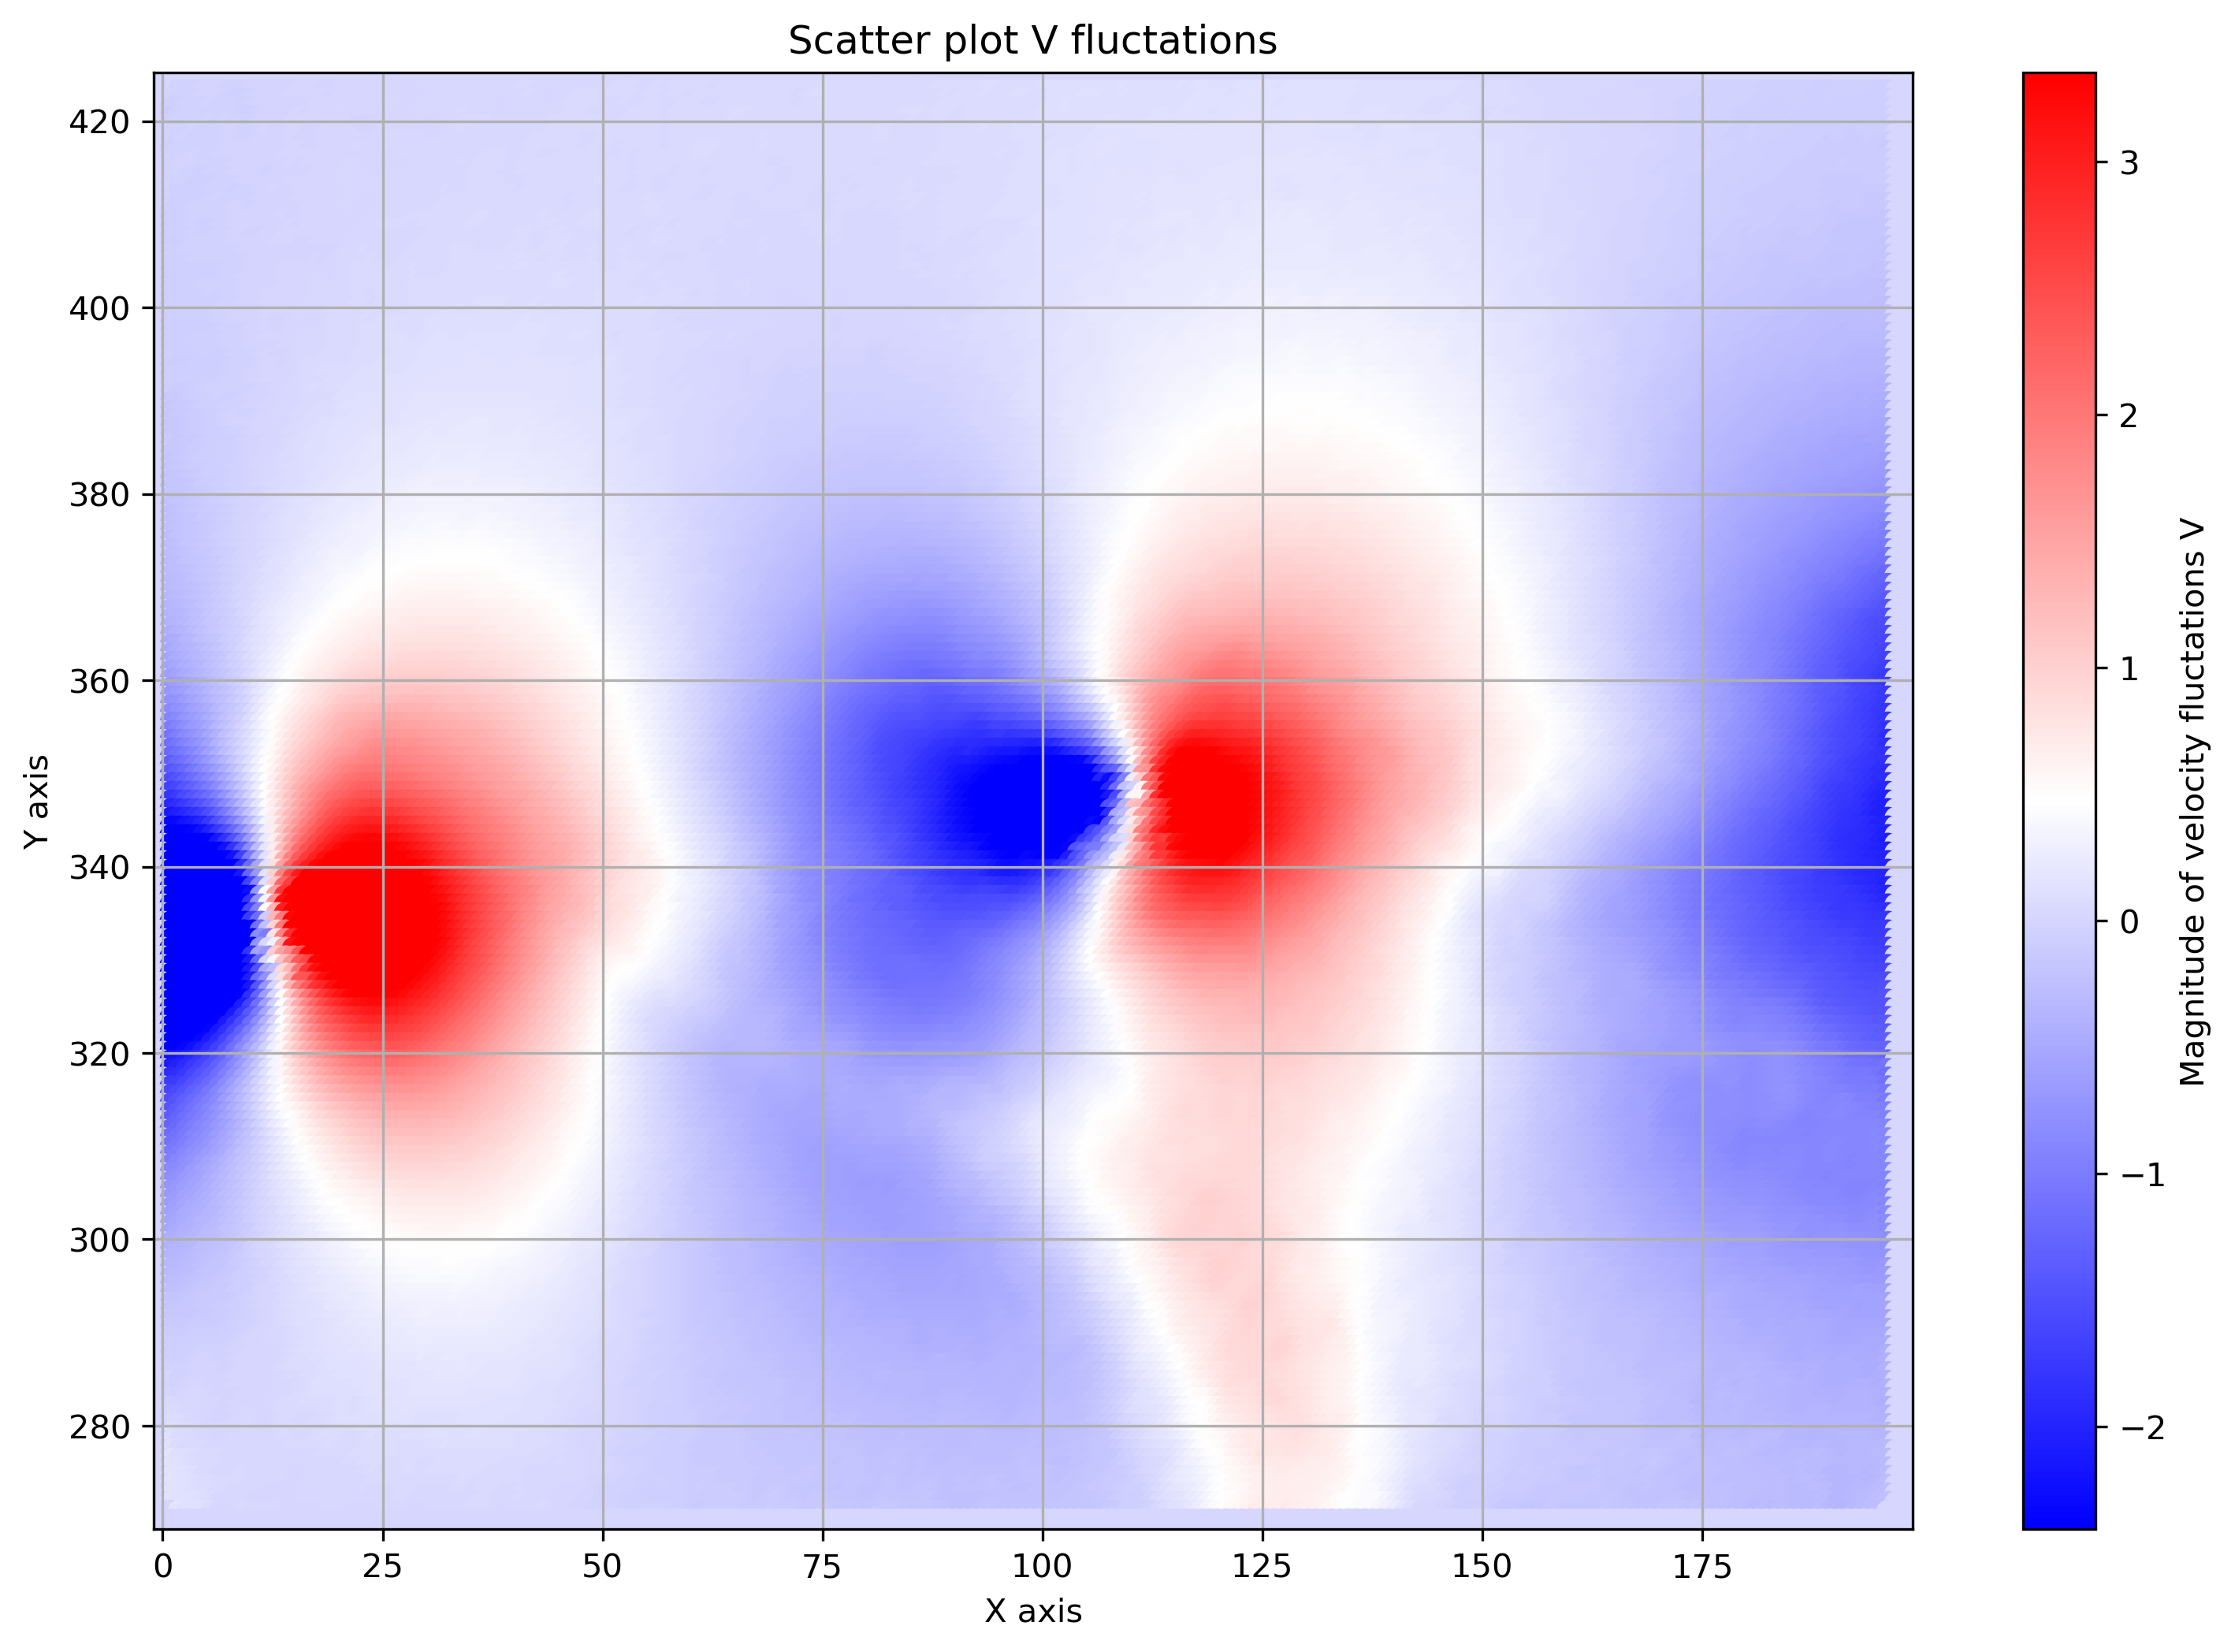 Scatter plot V fluctations
420
400
380
360
340
320
300
280
Y axis
0 25 50 75 100 125 150 175
X axis
3
2
1
0
−1
−2
Magnitude of velocity fluctations V